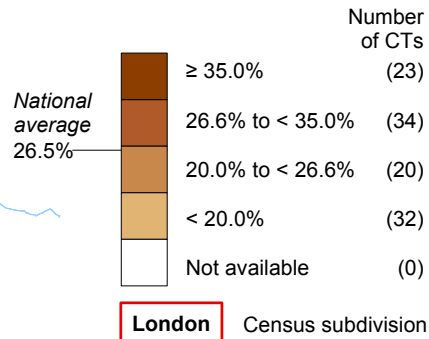 Number
of CTs
≥ 35.0% (23)
National
average
26.5%
26.6% to < 35.0% (34)
20.0% to < 26.6% (20)
< 20.0% (32)
Not available (0)
London Census subdivision